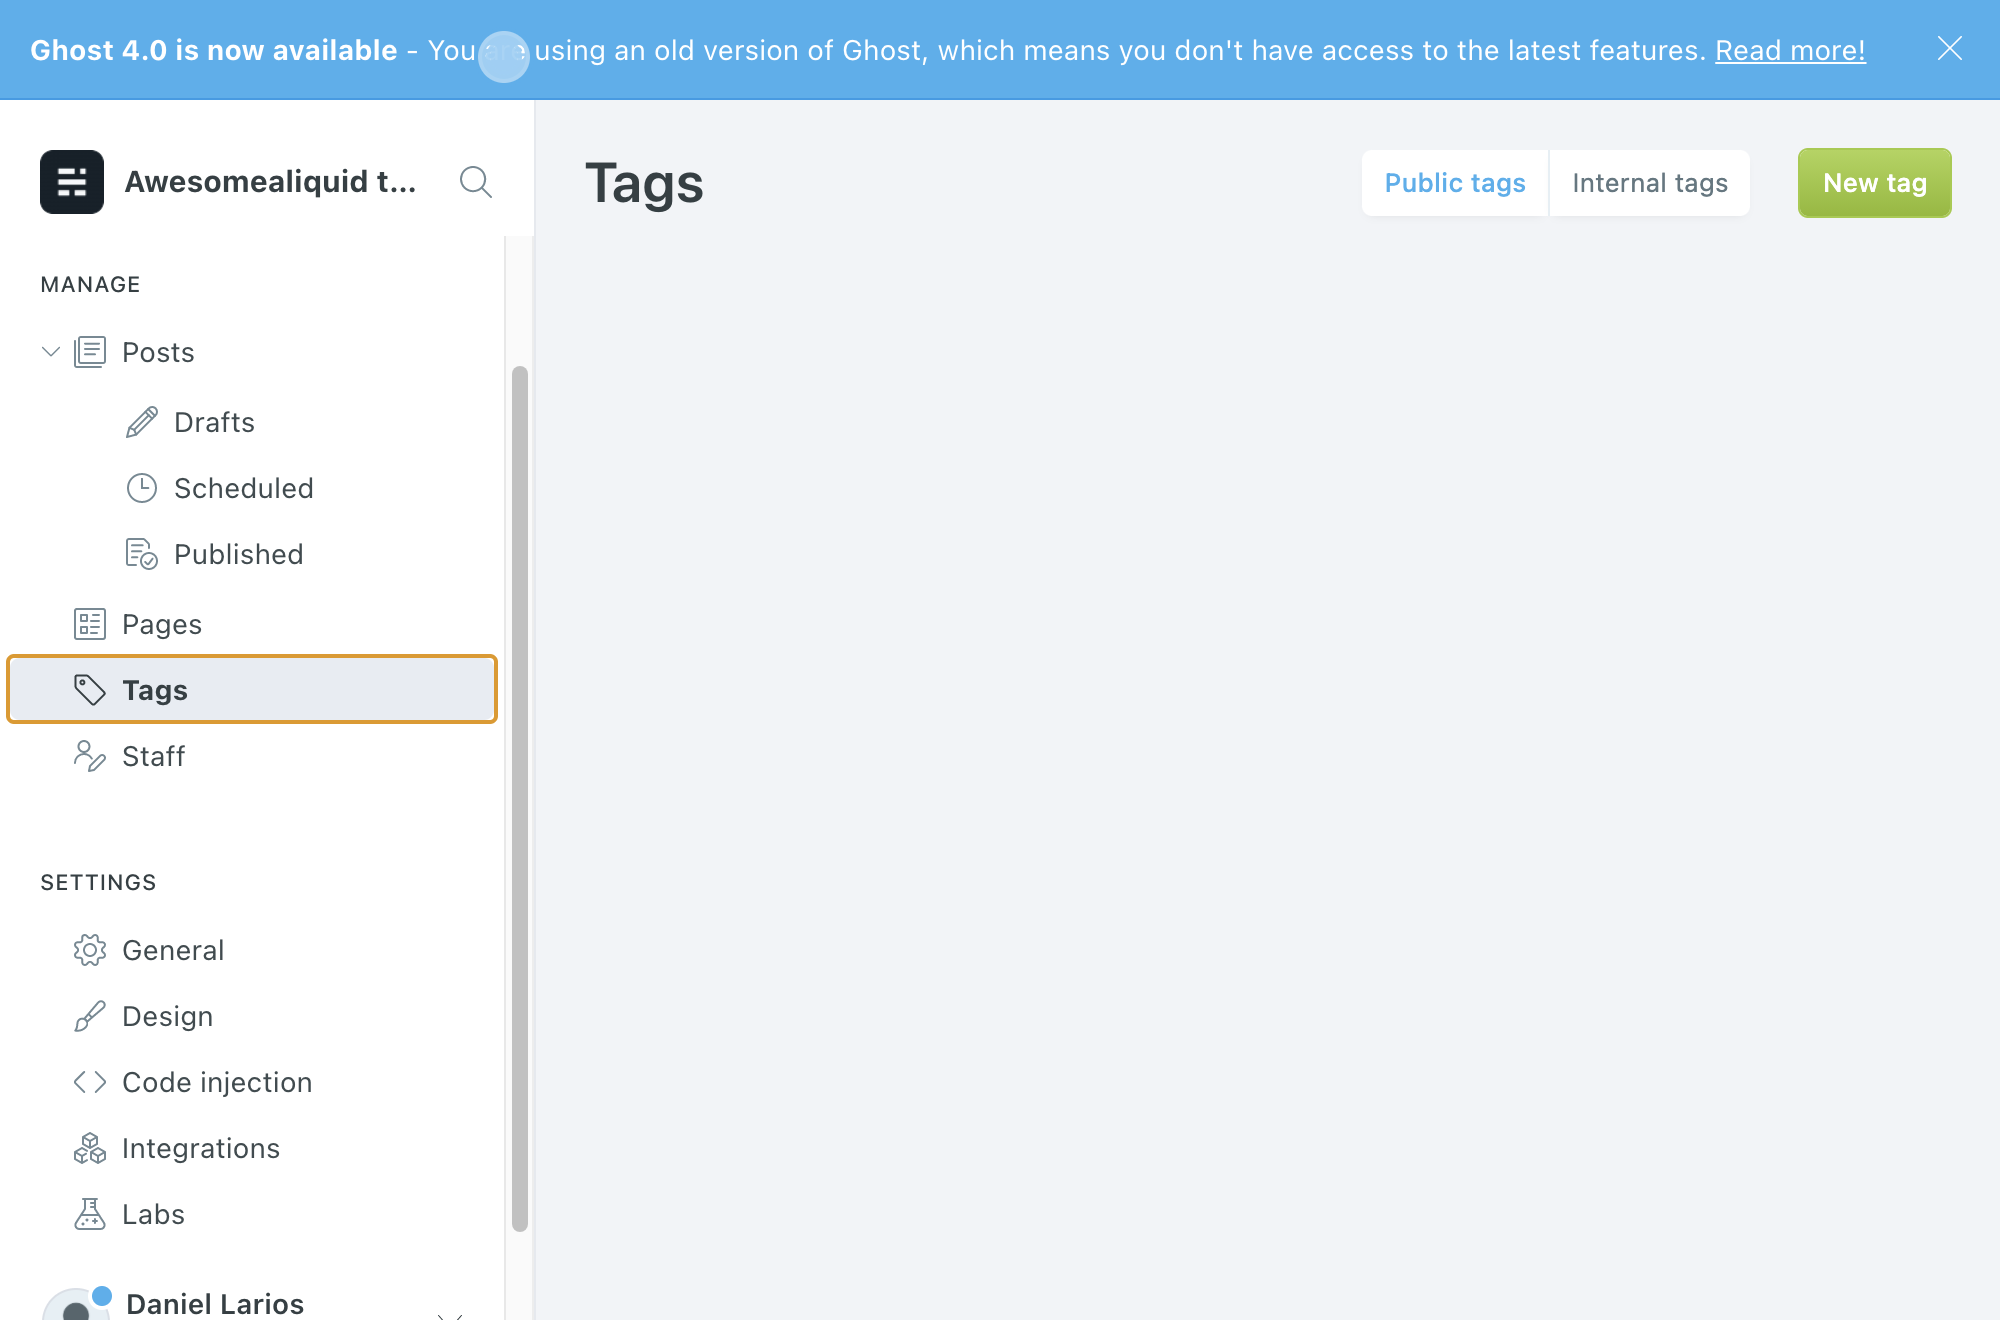 Ghost 4.0 is now available - You are using an old version of Ghost, which means you don't have access to the latest features. Read more!
Awesomealiquid t...
Tags
Public tags
Internal tags
New tag
MANAGE
Posts
Drafts
Scheduled
Published
Pages
Tags
Staff
SETTINGS
General
Design
Code injection
Integrations
Labs
Daniel Larios